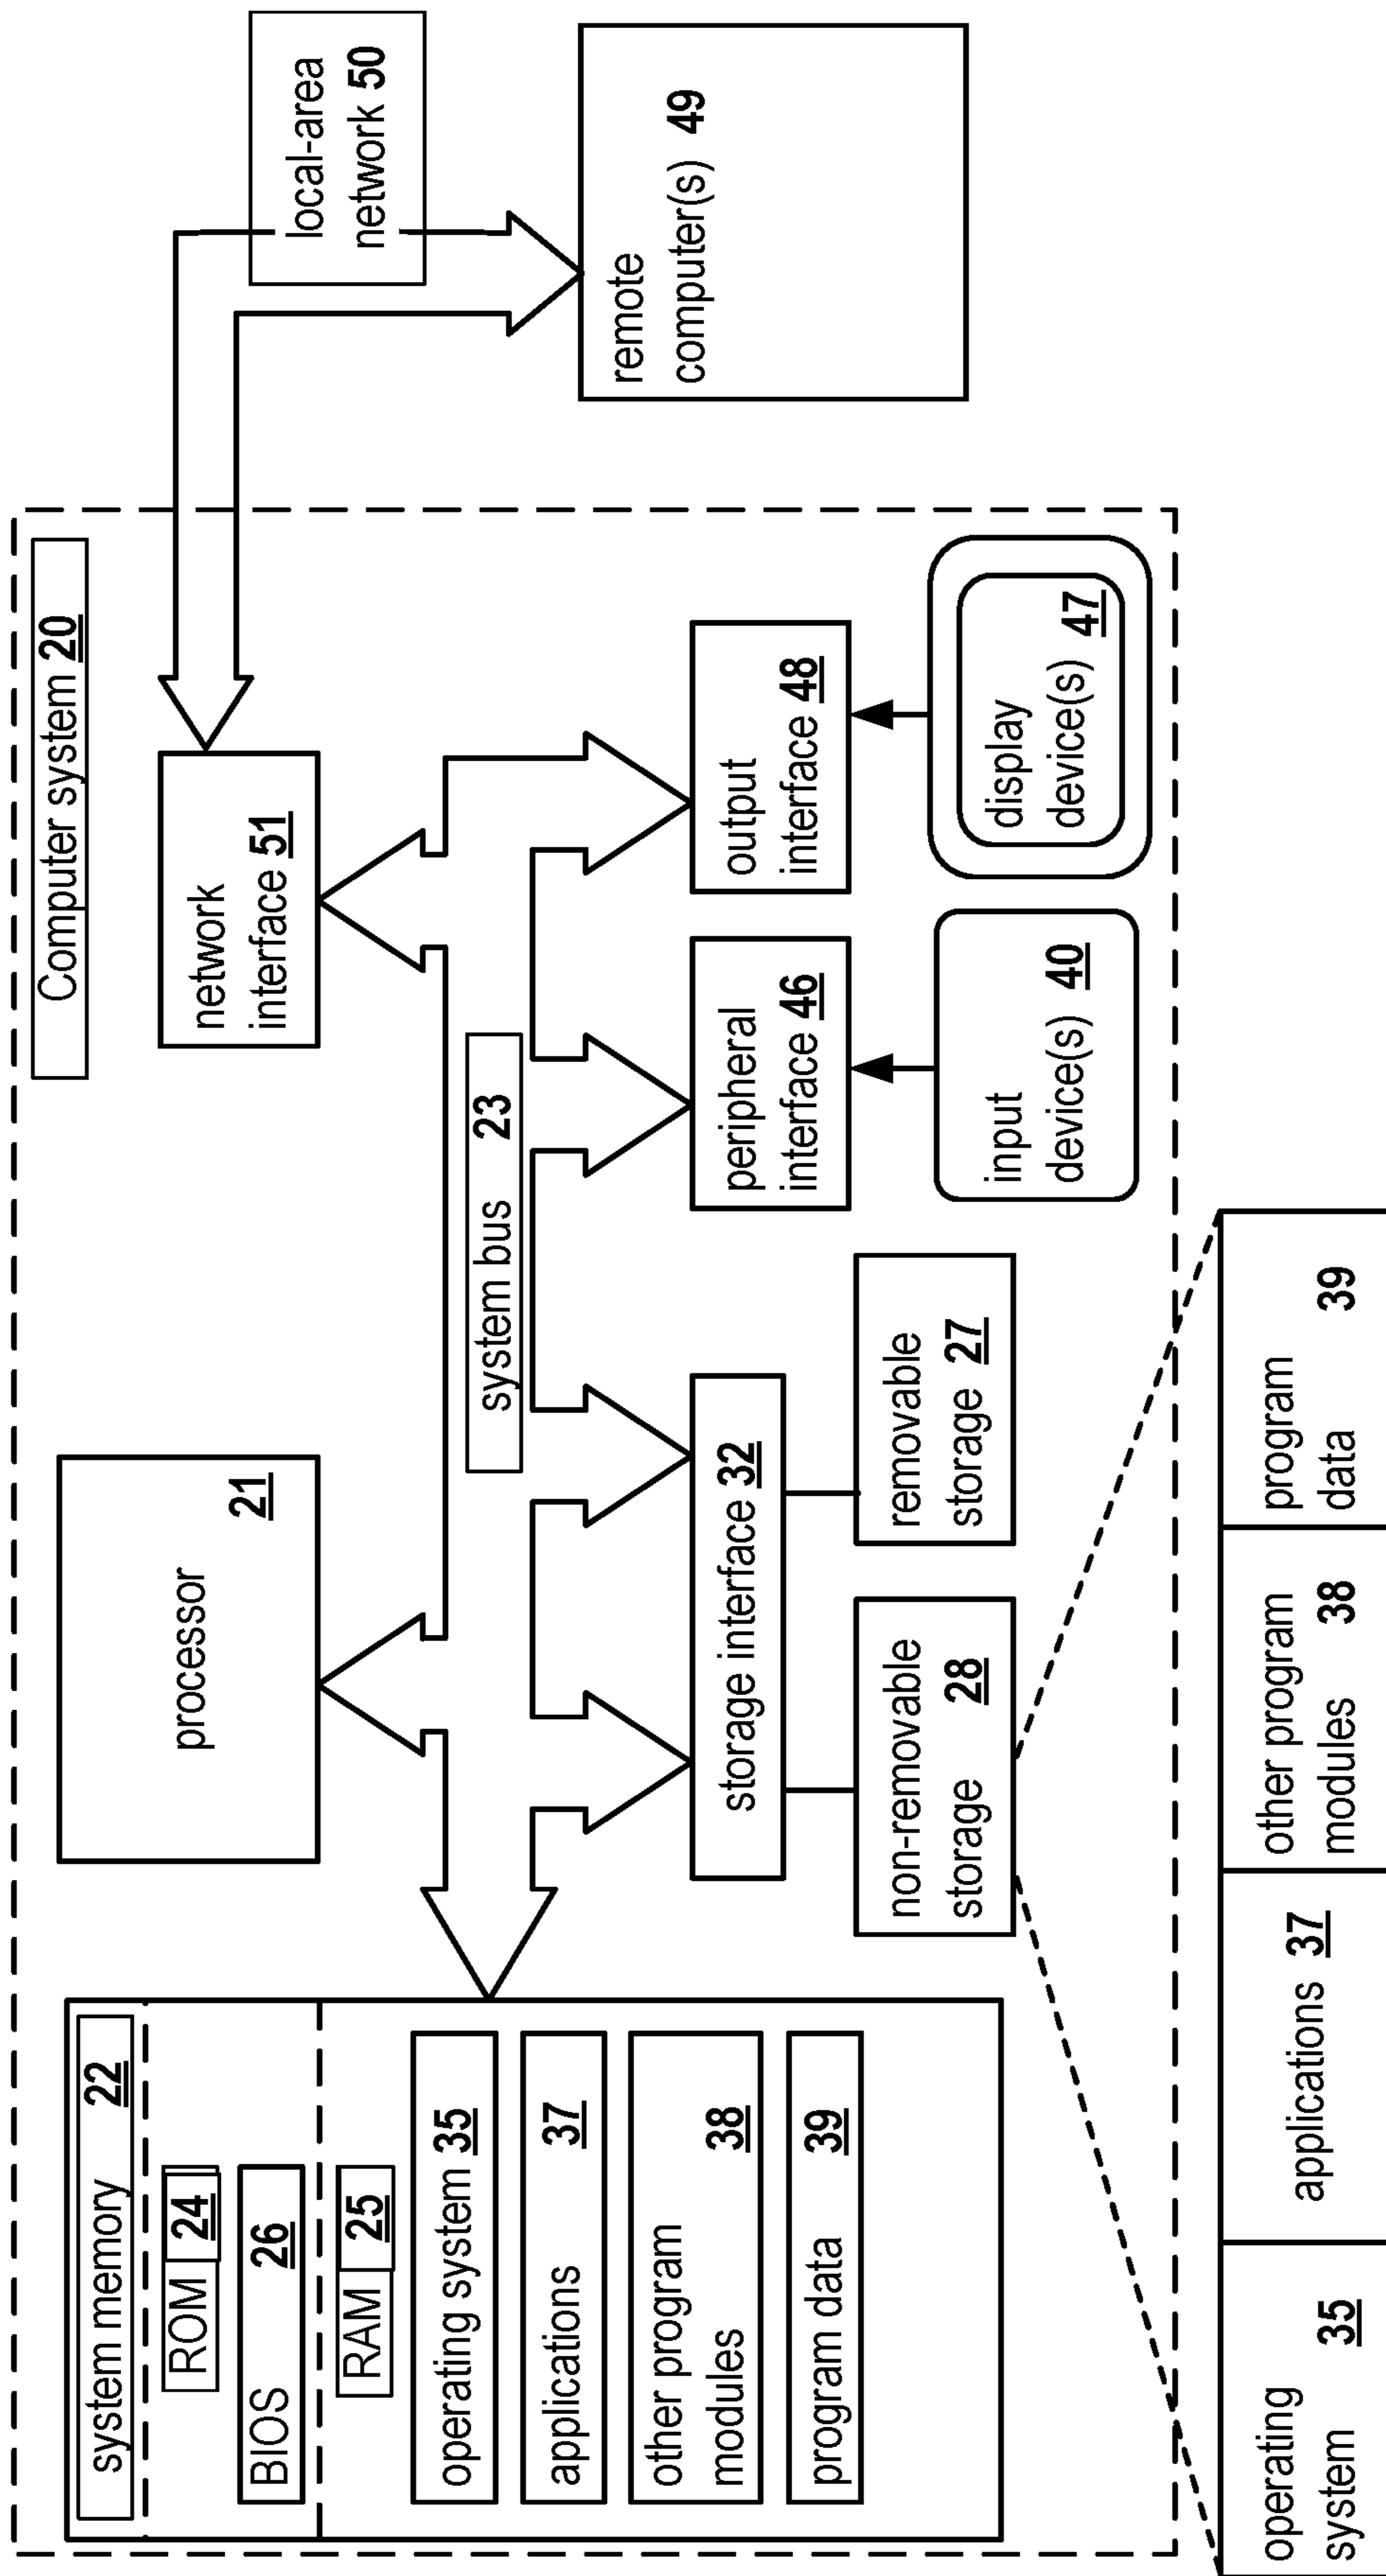 Computer system 20
system memory 22
ROM 24
BIOS 26
RAM 25
operating system 35
applications 37
other program
modules 38
program data 39
processor 21
network
interface 51
local-area
network 50
system bus 23
storage interface 32
peripheral
interface 46
output
interface 48
remote
computer(s) 49
non-removable
storage 28
removable
storage 27
input
device(s) 40
display
device(s) 47
operating
system 35
applications 37
other program
modules 38
program
data 39